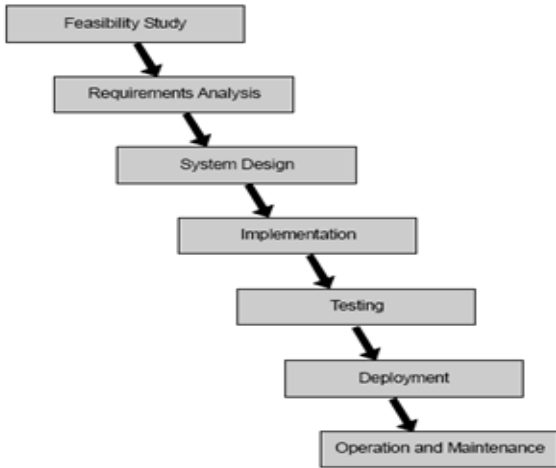 Feasibility Study
Requirements Analysis
System Design
Implementation
Testing
Deployment
Operation and Maintenance